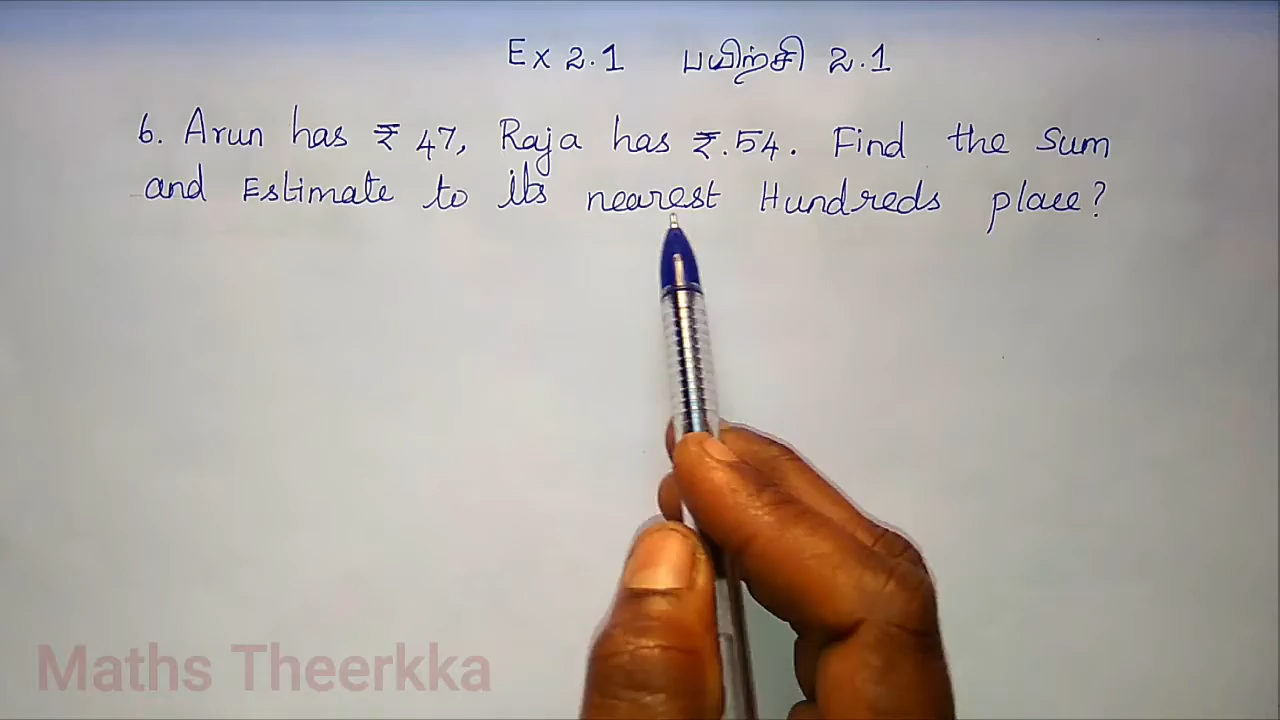 Ex 2.1 பயிற்சி 2.1
6. Arun has ₹ 47, Raja has ₹.54. Find the Sum
and Estimate to its nearest Hundreds place?
Maths Theerkka